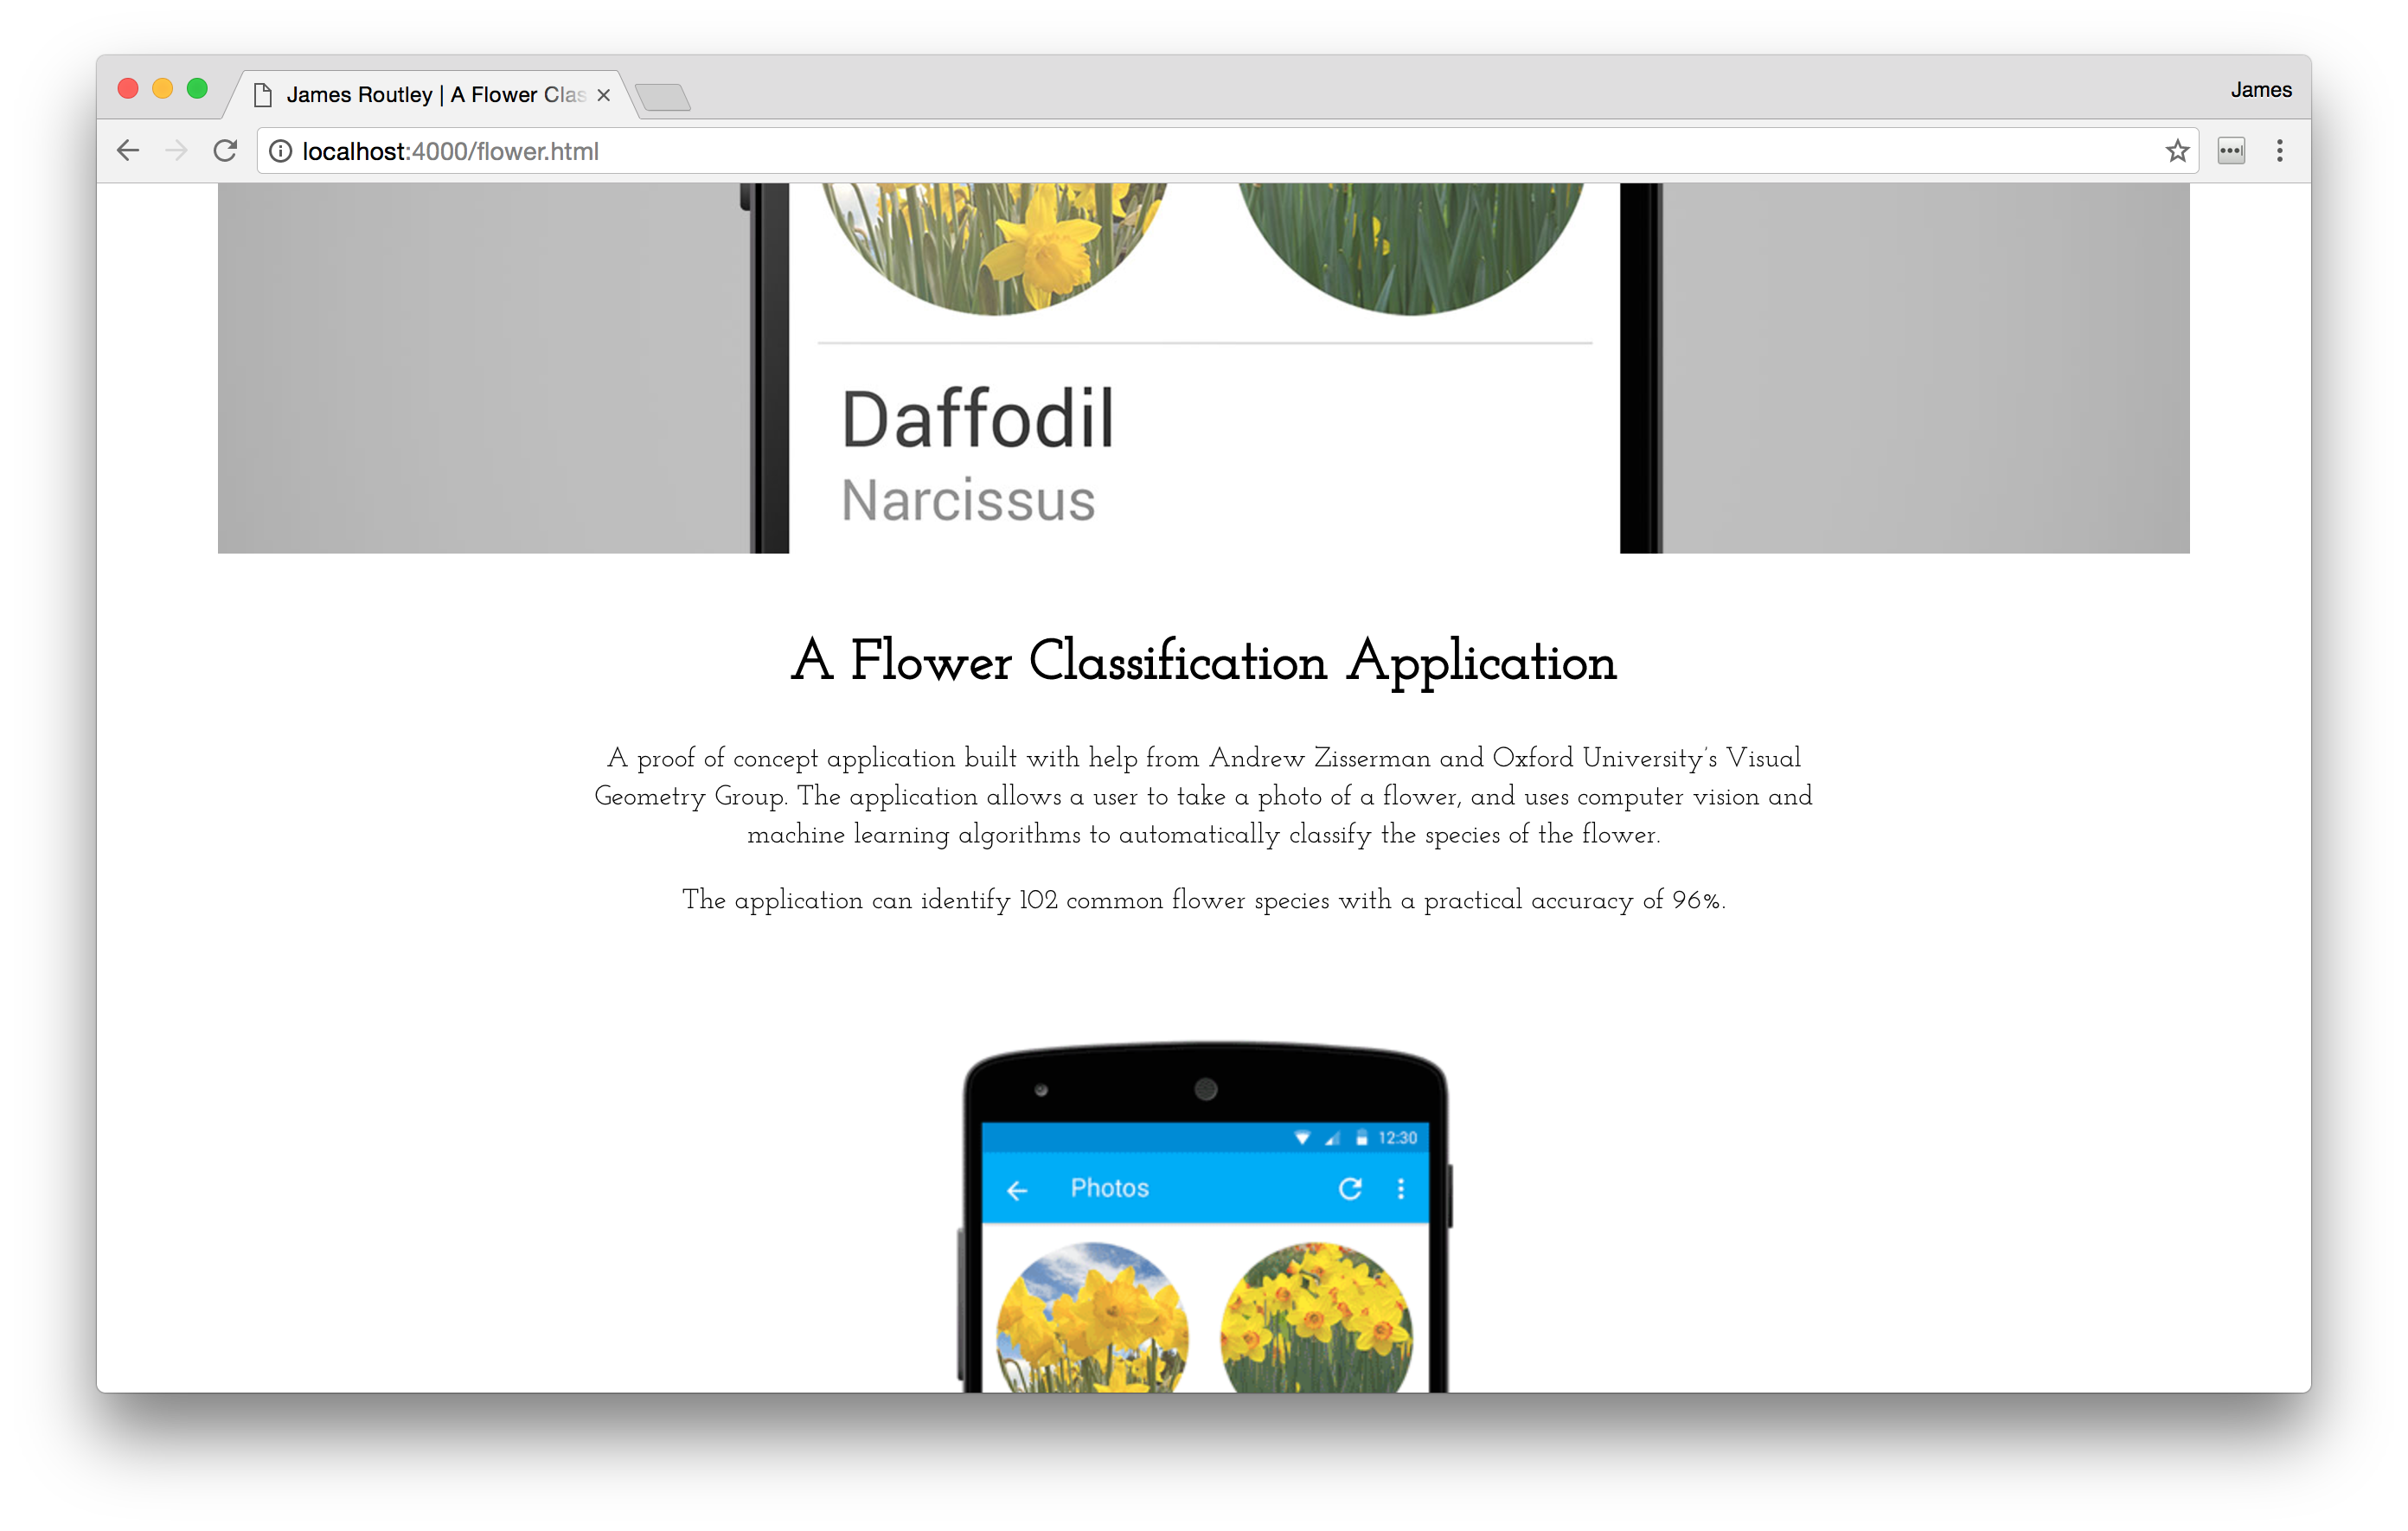 James Routley | A Flower Clas
James
localhost:4000/flower.html
Daffodil
Narcissus
A Flower Classification Application
A proof of concept application built with help from Andrew Zisserman and Oxford University's Visual
Geometry Group. The application allows a user to take a photo of a flower, and uses computer vision and
machine learning algorithms to automatically classify the species of the flower.
The application can identify 102 common flower species with a practical accuracy of 96%.
12:30
Photos